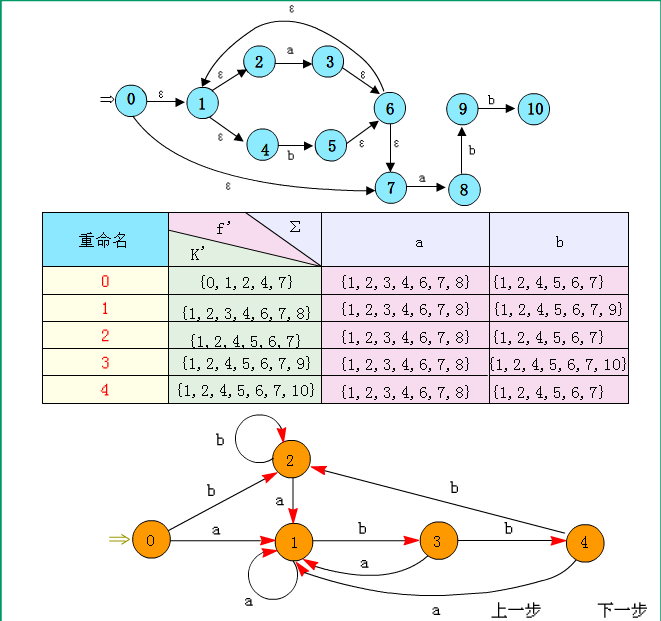 ε
2 a 3
ε ε
⇒ 0 ε 1 6 9 b 10
ε 4 b 5 ε ε b
ε 7 a 8
重命名 f' Σ K' a b
0 {0,1,2,4,7} {1,2,3,4,6,7,8} {1,2,4,5,6,7}
1 {1,2,3,4,6,7,8} {1,2,3,4,6,7,8} {1,2,4,5,6,7,9}
2 {1,2,4,5,6,7} {1,2,3,4,6,7,8} {1,2,4,5,6,7}
3 {1,2,4,5,6,7,9} {1,2,3,4,6,7,8} {1,2,4,5,6,7,10}
4 {1,2,4,5,6,7,10} {1,2,3,4,6,7,8} {1,2,4,5,6,7}
b 2
b a b
⇒ 0 a 1 b 3 b 4
a
a a 上一步 下一步